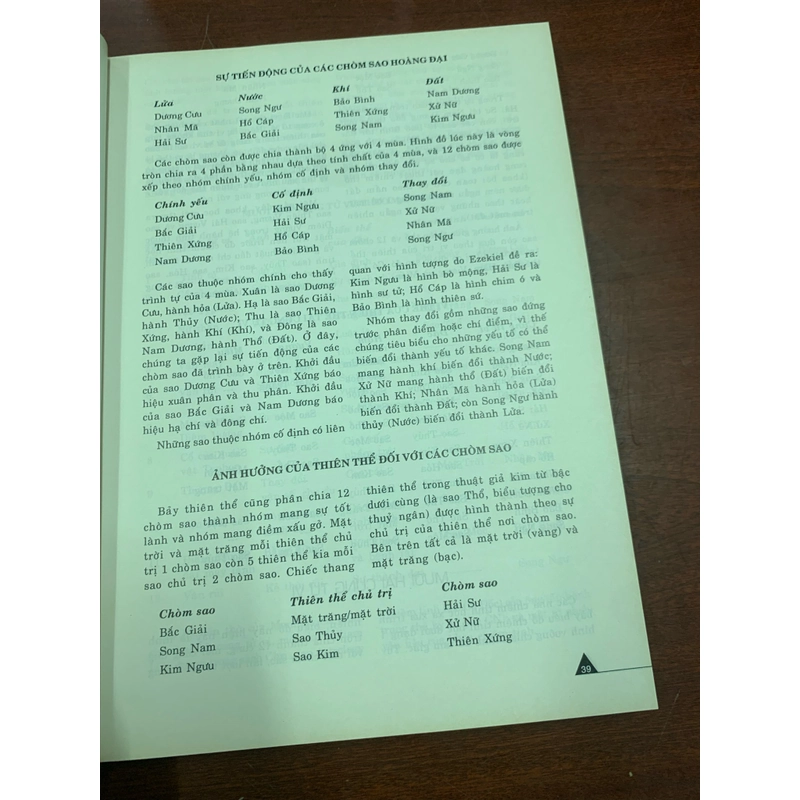 SỰ TIẾN ĐỘNG CỦA CÁC CHÒM SAO HOÀNG ĐẠI
Lửa Nước Khí Đất
Dương Cưu Song Ngư Bảo Bình Nam Dương
Nhân Mã Hổ Cáp Thiên Xứng Xử Nữ
Hải Sư Bắc Giải Song Nam Kim Ngưu
Các chòm sao còn được chia thành bộ 4 ứng với 4 mùa. Hình đồ lúc này là vòng
tròn chia ra 4 phần bằng nhau dựa theo tính chất của 4 mùa, và 12 chòm sao được
xếp theo nhóm chính yếu, nhóm cố định và nhóm thay đổi.
Chính yếu Cố định Thay đổi
Dương Cưu Kim Ngưu Song Nam
Bắc Giải Hải Sư Xử Nữ
Thiên Xứng Hổ Cáp Nhân Mã
Nam Dương Bảo Bình Song Ngư
Các sao thuộc nhóm chính cho thấy
trình tự của 4 mùa. Xuân là sao Dương
Cưu, hành hỏa (Lửa). Hạ là sao Bắc Giải,
hành Thủy (Nước); Thu là sao Thiên
Xứng, hành Khí (Khí), và Đông là sao
Nam Dương, hành Thổ (Đất). Ở đây,
chúng ta gặp lại sự tiến động của các
chòm sao đã trình bày ở trên. Khởi đầu
của sao Dương Cưu và Thiên Xứng báo
hiệu xuân phân và thu phân. Khởi đầu
của sao Bắc Giải và Nam Dương báo
hiệu hạ chí và đông chí.
Những sao thuộc nhóm cố định có liên
quan với hình tượng do Ezekiel đề ra:
Kim Ngưu là hình bò mộng, Hải Sư là
hình sư tử; Hổ Cáp là hình chim ó và
Bảo Bình là hình thiên sứ.
Nhóm thay đổi gồm những sao đứng
trước phân điểm hoặc chí điểm, vì thế
chúng tiêu biểu cho những yếu tố có thể
biến đổi thành yếu tố khác. Song Nam
mang hành khí biến đổi thành Nước;
Xử Nữ mang hành thổ (Đất) biến đổi
thành Khí; Nhân Mã hành hỏa (Lửa)
biến đổi thành Đất; còn Song Ngư hành
thủy (Nước) biến đổi thành Lửa.
ẢNH HƯỞNG CỦA THIÊN THỂ ĐỐI VỚI CÁC CHÒM SAO
Bảy thiên thể cũng phân chia 12
chòm sao thành nhóm mang sự tốt
lành và nhóm mang điềm xấu gở. Mặt
trời và mặt trăng mỗi thiên thể chủ
trị 1 chòm sao còn 5 thiên thể kia mỗi
sao chủ trị 2 chòm sao. Chiếc thang
thiên thể trong thuật giả kim từ bậc
dưới cùng (là sao Thổ, biểu tượng cho
thuỷ ngân) được hình thành theo sự
chủ trị của thiên thể nơi chòm sao.
Bên trên tất cả là mặt trời (vàng) và
mặt trăng (bạc).
Chòm sao Thiên thể chủ trị Chòm sao
Bắc Giải Mặt trăng/mặt trời Hải Sư
Song Nam Sao Thủy Xử Nữ
Kim Ngưu Sao Kim Thiên Xứng
39